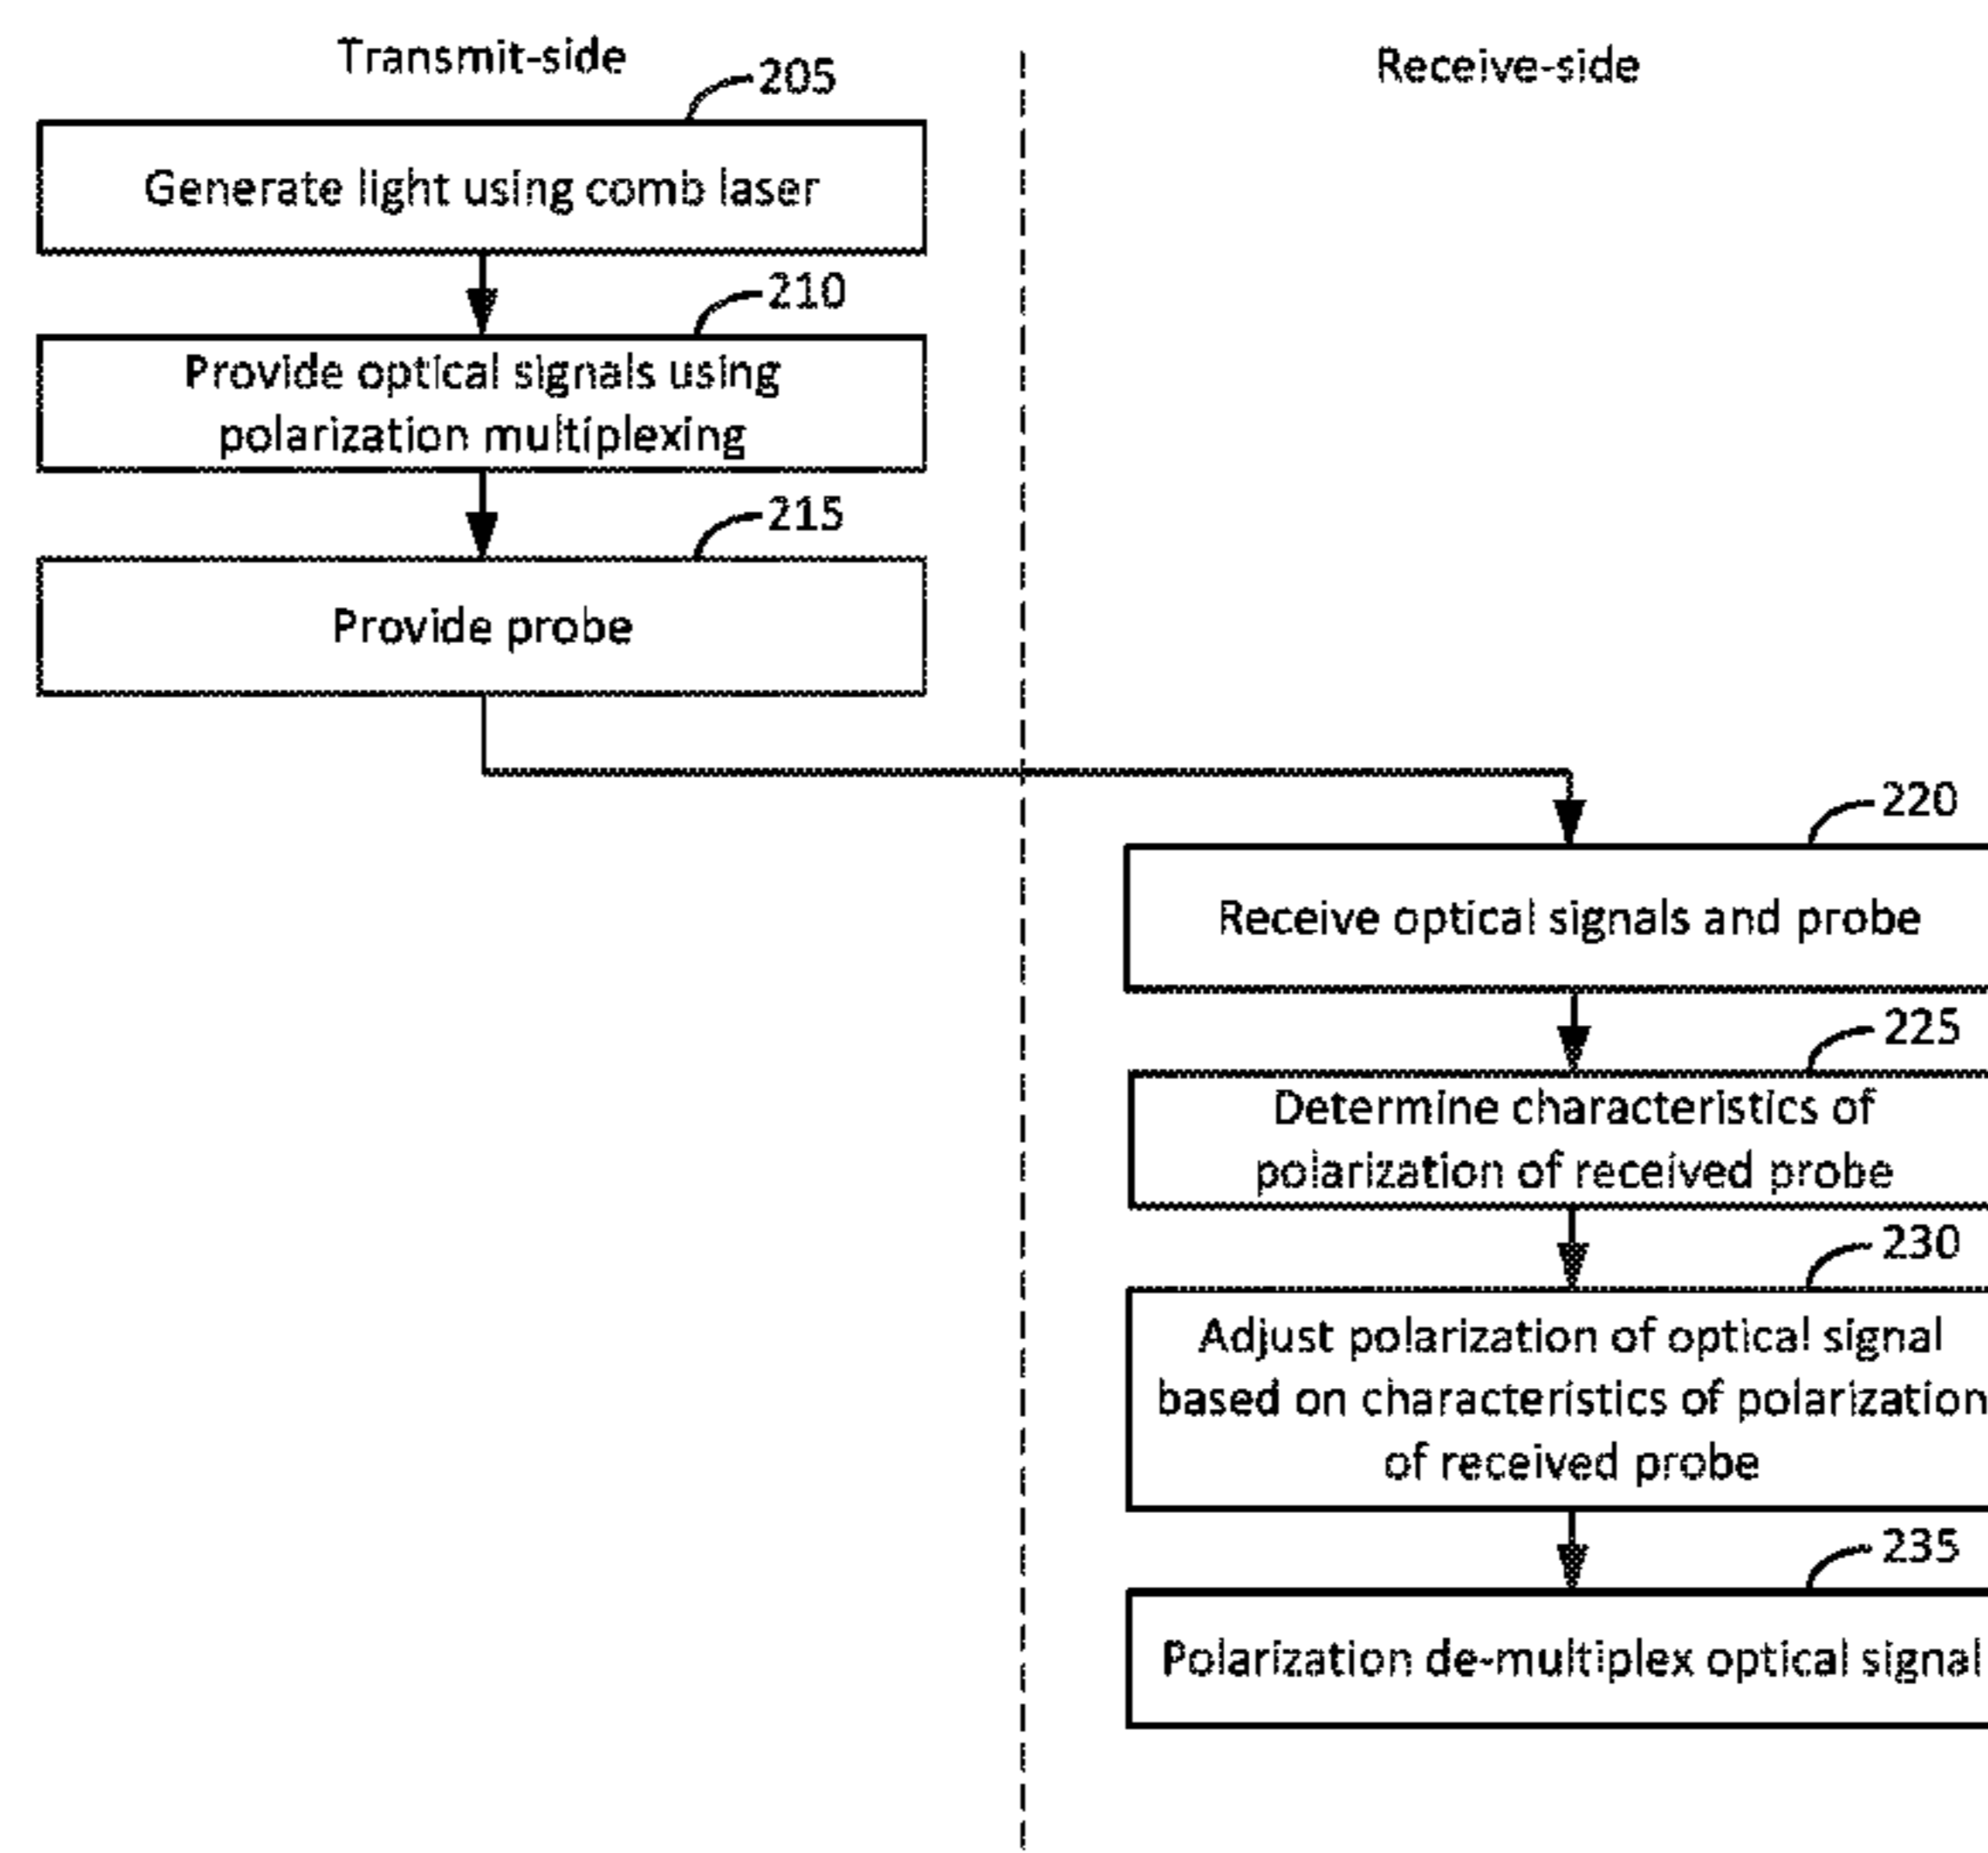 Transmit-side
205
Generate light using comb laser
210
Provide optical signals using
polarization multiplexing
215
Provide probe
Receive-side
220
Receive optical signals and probe
225
Determine characteristics of
polarization of received probe
230
Adjust polarization of optical signal
based on characteristics of polarization
of received probe
235
Polarization de-multiplex optical signal